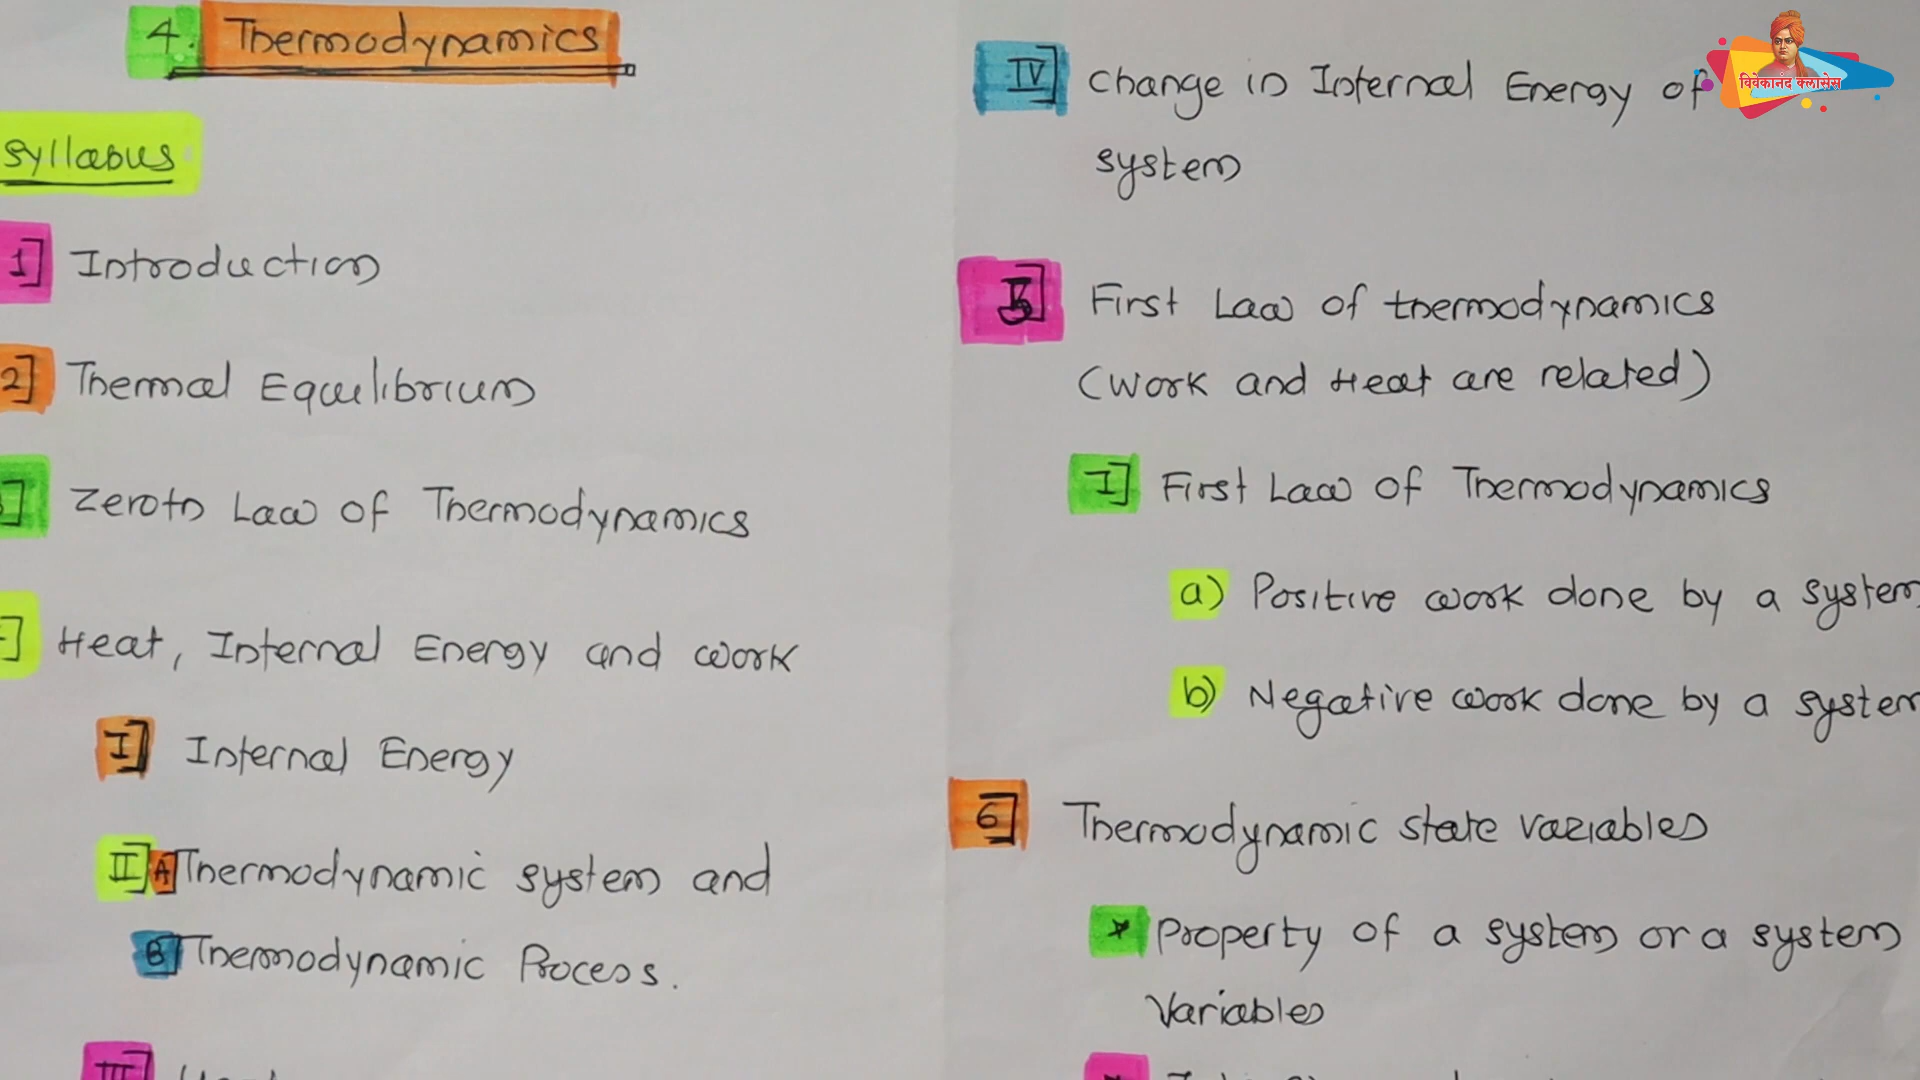 4. Thermodynamics
Syllabus
1] Introduction
2] Thermal Equilibrium
] Zeroth Law of Thermodynamics
] Heat, Internal Energy and work
I] Internal Energy
II] A] Thermodynamic system and
B] Thermodynamic Process.
III]
IV] Change in Internal Energy of
system
5] First Law of thermodynamics
(Work and Heat are related)
I] First Law of Thermodynamics
a) Positive work done by a system
b) Negative work done by a system
6] Thermodynamic state variables
* Property of a system or a system
Variables
विवेकानंद क्लासेस